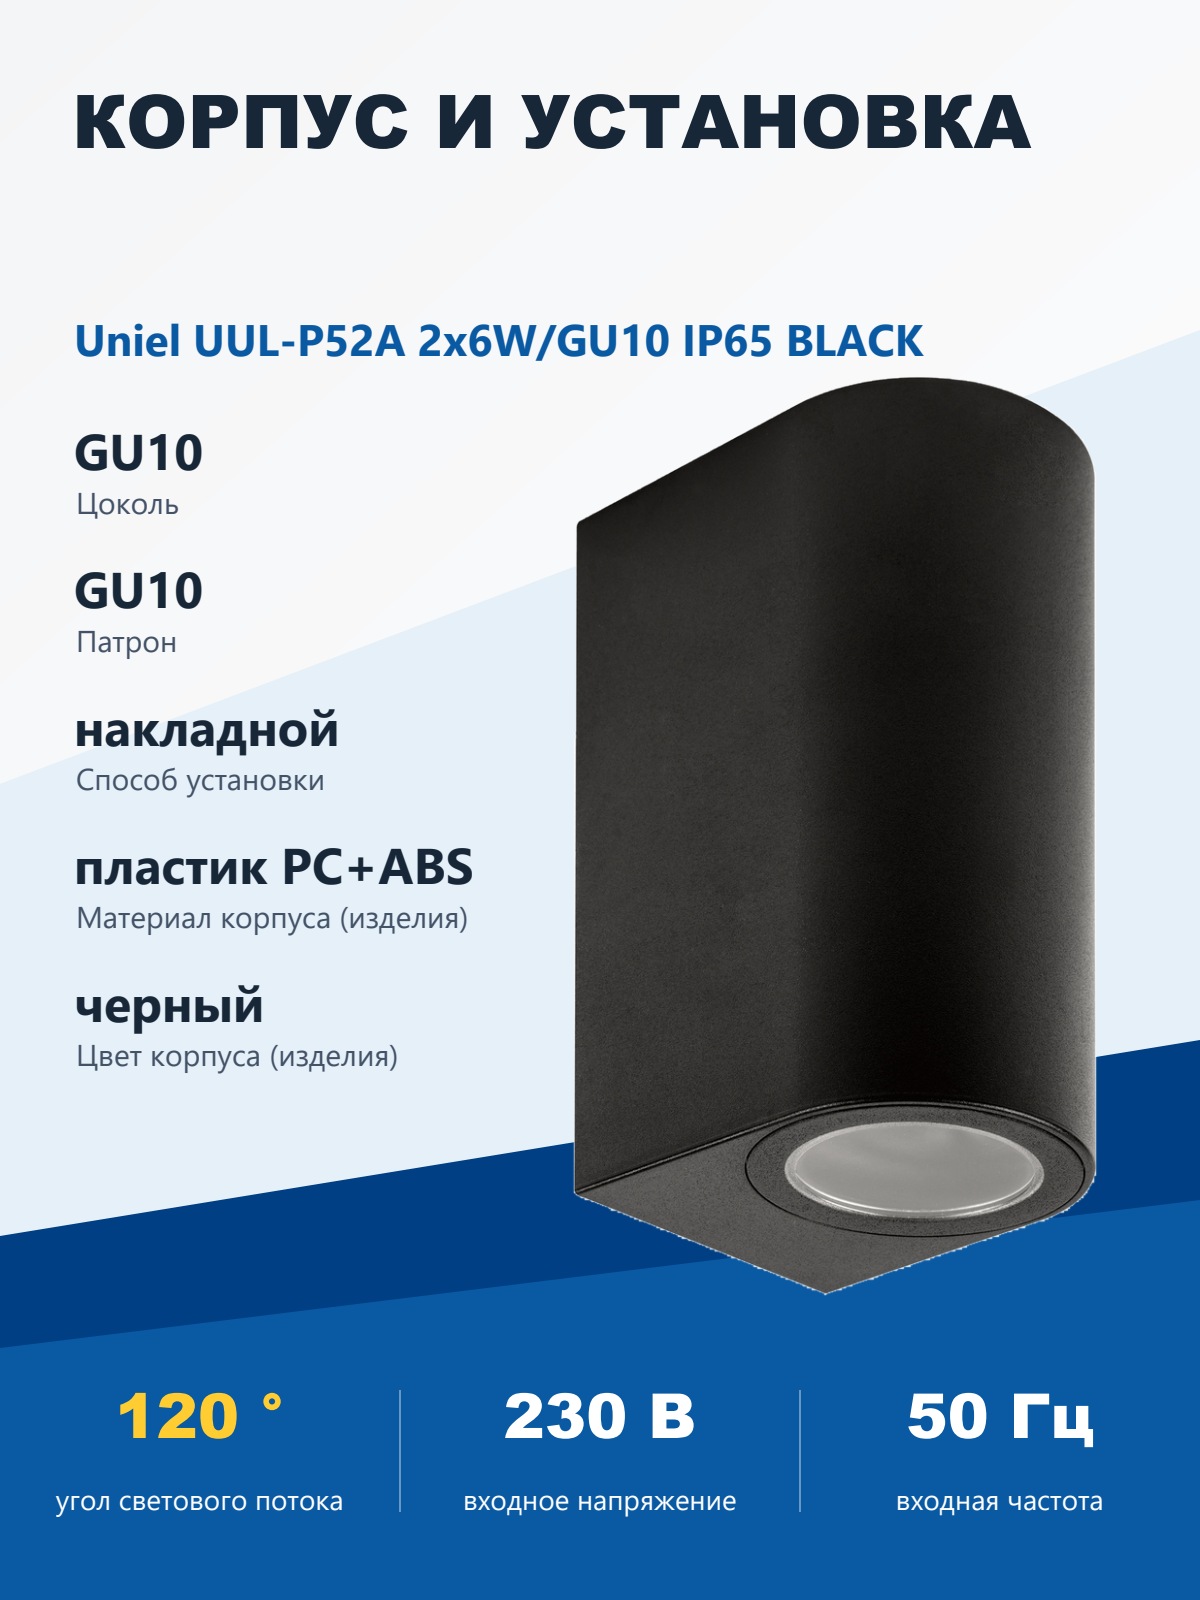 КОРПУС И УСТАНОВКА
Uniel UUL-P52A 2x6W/GU10 IP65 BLACK
GU10
Цоколь
GU10
Патрон
накладной
Способ установки
пластик PC+ABS
Материал корпуса (изделия)
черный
Цвет корпуса (изделия)
120 ° 230 В 50 Гц
угол светового потока входное напряжение входная частота